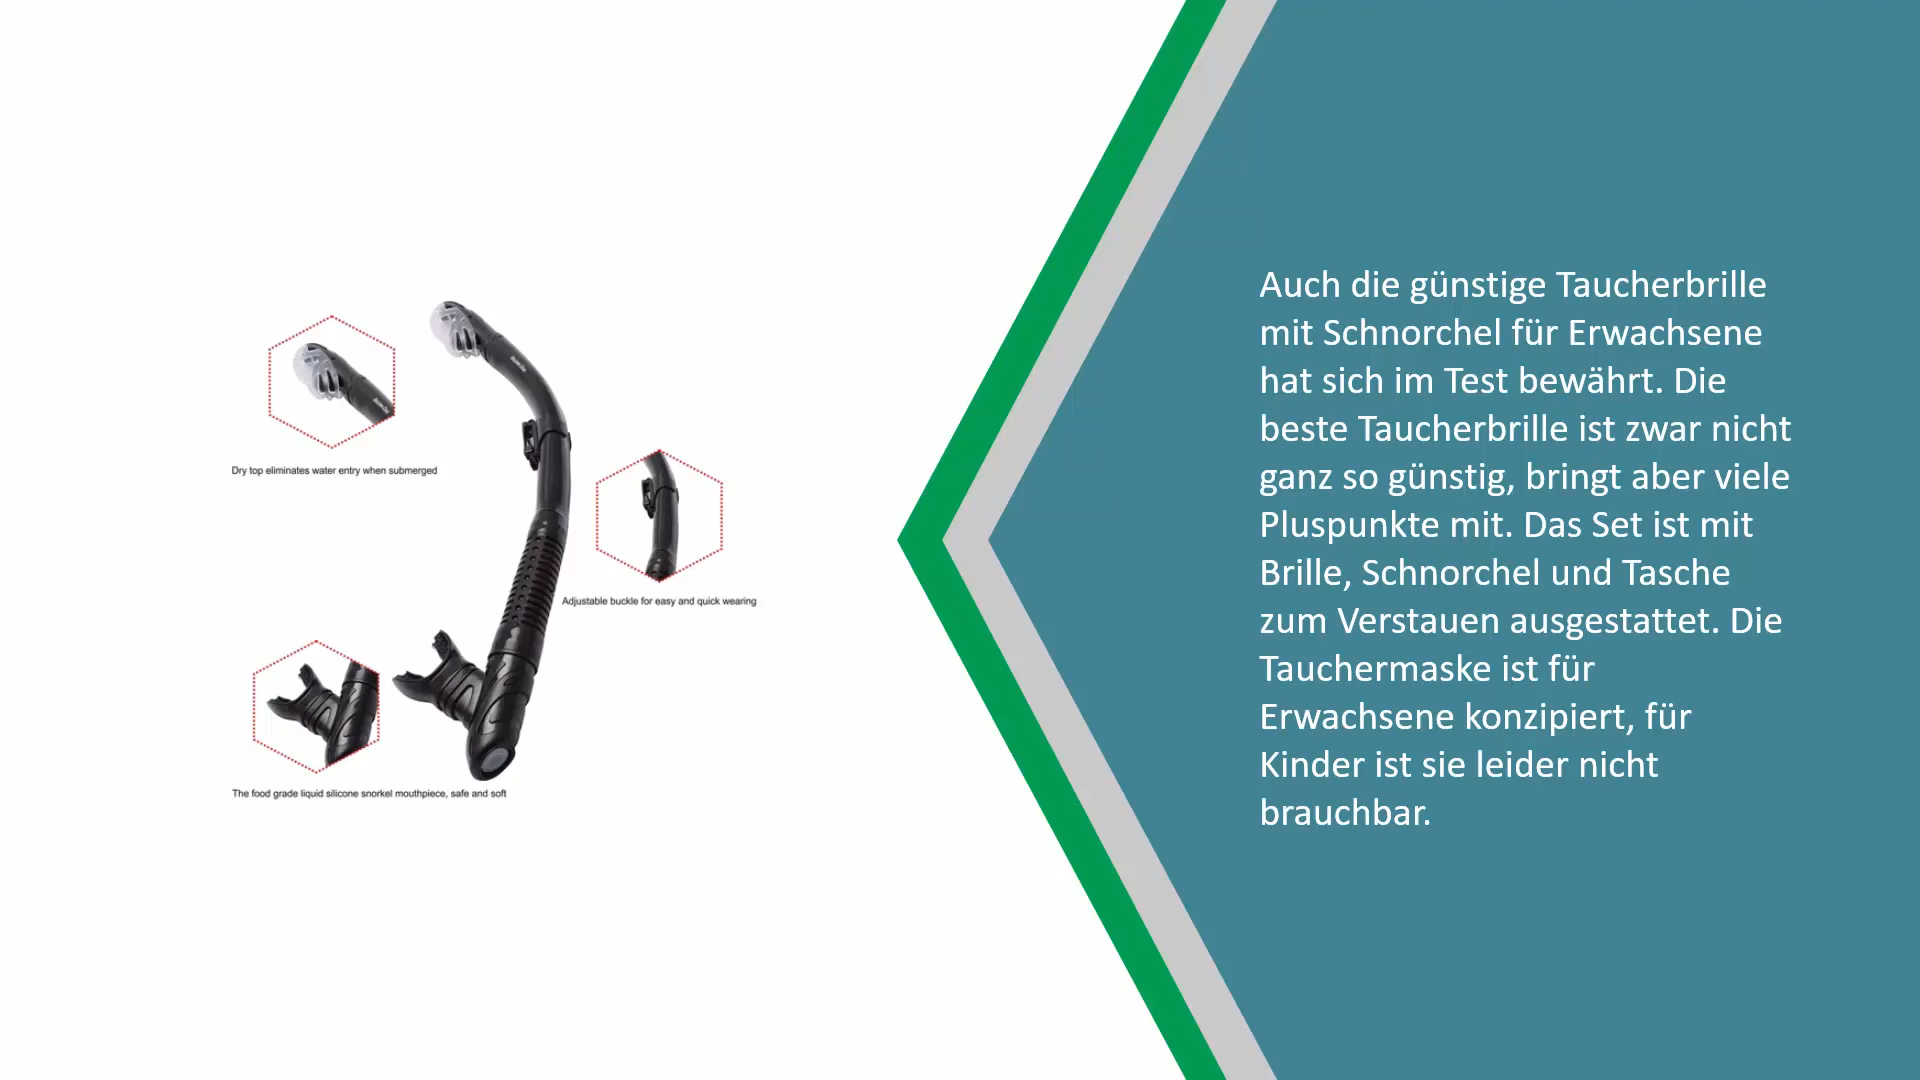 Dry top eliminates water entry when submerged
Adjustable buckle for easy and quick wearing
The food grade liquid silicone snorkel mouthpiece, safe and soft
Auch die günstige Taucherbrille
mit Schnorchel für Erwachsene
hat sich im Test bewährt. Die
beste Taucherbrille ist zwar nicht
ganz so günstig, bringt aber viele
Pluspunkte mit. Das Set ist mit
Brille, Schnorchel und Tasche
zum Verstauen ausgestattet. Die
Tauchermaske ist für
Erwachsene konzipiert, für
Kinder ist sie leider nicht
brauchbar.